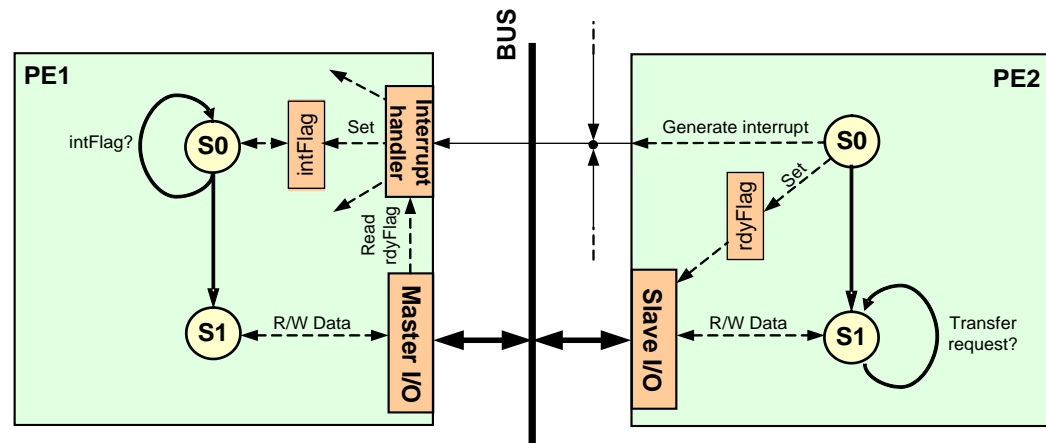 BUS
PE1
PE2
intFlag?
S0
intFlag
Set
Interrupt
handler
Generate interrupt
S0
Set
rdyFlag
Read
rdyFlag
S1
R/W Data
Master I/O
Slave I/O
R/W Data
S1
Transfer
request?